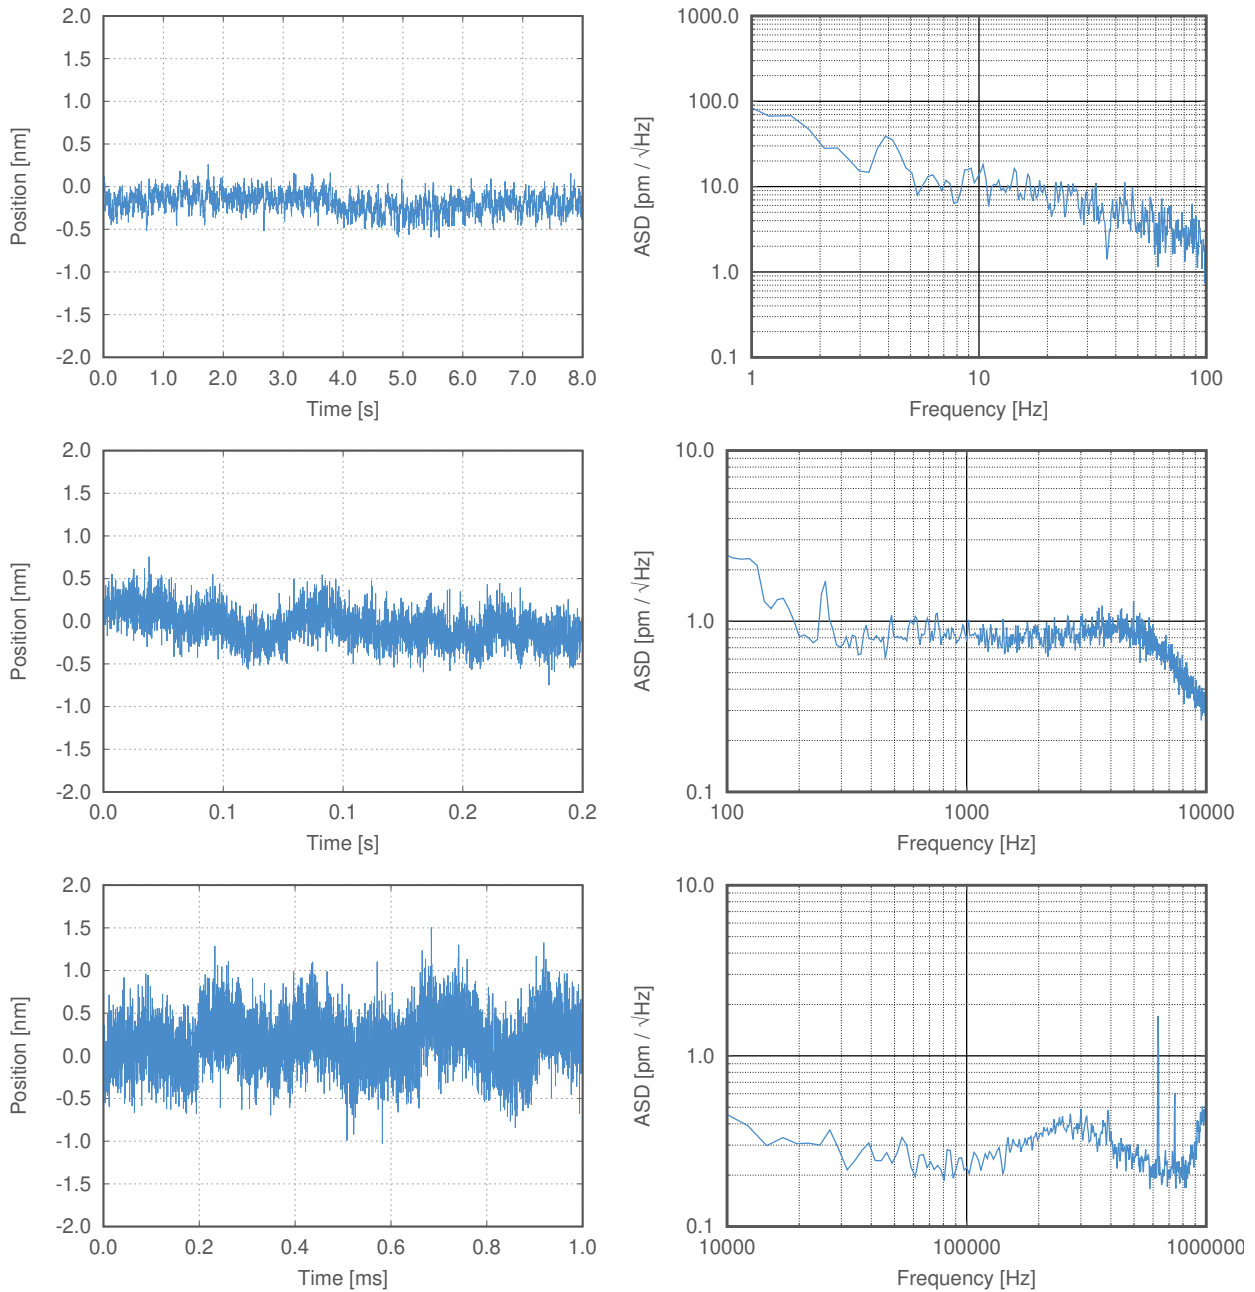 2.0
1.5
1.0
0.5
0.0
-0.5
-1.0
-1.5
-2.0
Position [nm]
0.0 1.0 2.0 3.0 4.0 5.0 6.0 7.0 8.0
Time [s]
1000.0
100.0
10.0
1.0
0.1
ASD [pm / √Hz]
1 10 100
Frequency [Hz]
2.0
1.5
1.0
0.5
0.0
-0.5
-1.0
-1.5
-2.0
Position [nm]
0.0 0.1 0.1 0.2 0.2
Time [s]
10.0
1.0
0.1
ASD [pm / √Hz]
100 1000 10000
Frequency [Hz]
2.0
1.5
1.0
0.5
0.0
-0.5
-1.0
-1.5
-2.0
Position [nm]
0.0 0.2 0.4 0.6 0.8 1.0
Time [ms]
10.0
1.0
0.1
ASD [pm / √Hz]
10000 100000 1000000
Frequency [Hz]